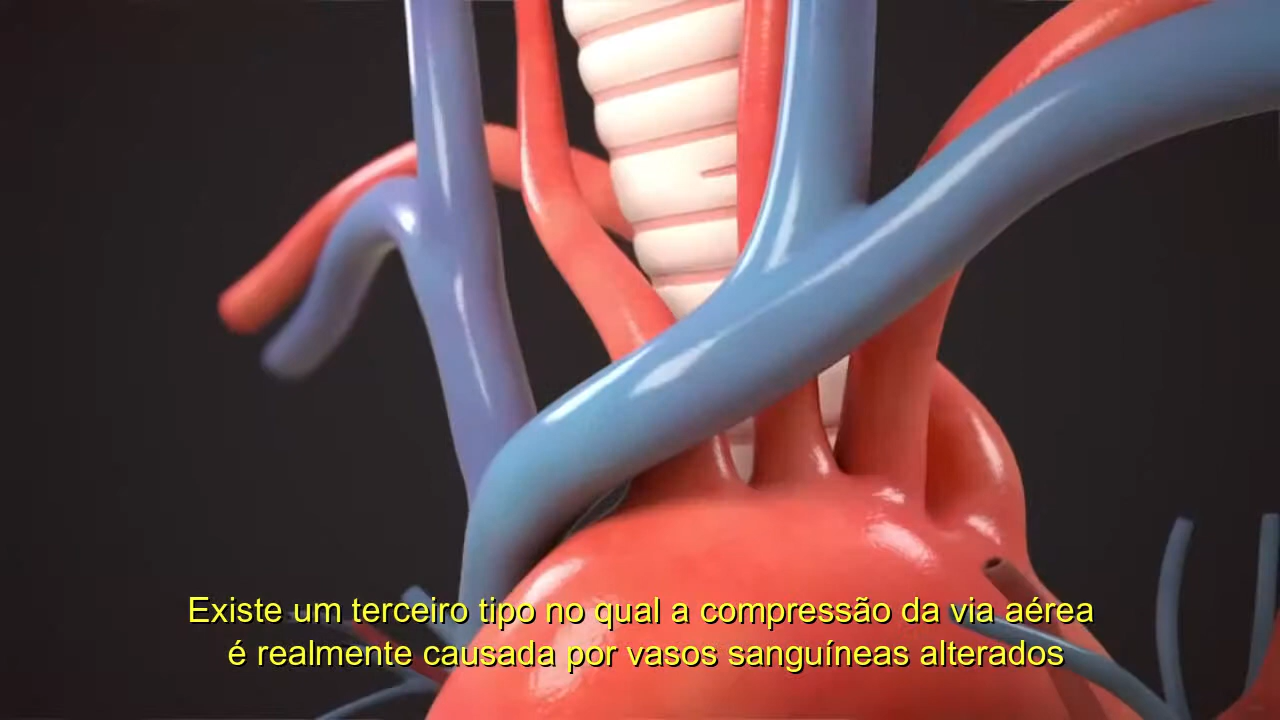 Existe um terceiro tipo no qual a compressão da via aérea
é realmente causada por vasos sanguíneas alterados